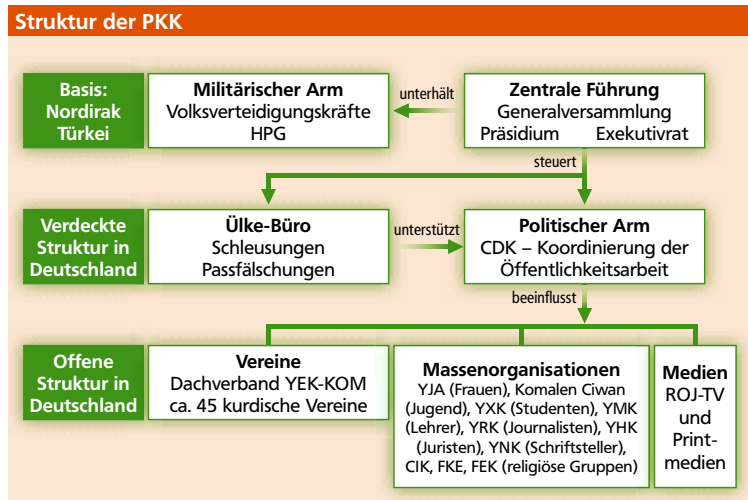 Struktur der PKK
Basis:
Nordirak
Türkei
Militärischer Arm
Volksverteidigungskräfte
HPG
unterhält
Zentrale Führung
Generalversammlung
Präsidium Exekutivrat
steuert
Verdeckte
Struktur in
Deutschland
Ülke-Büro
Schleusungen
Passfälschungen
unterstützt
Politischer Arm
CDK – Koordinierung der
Öffentlichkeitsarbeit
beeinflusst
Offene
Struktur in
Deutschland
Vereine
Dachverband YEK-KOM
ca. 45 kurdische Vereine
Massenorganisationen
YJA (Frauen), Komalen Ciwan
(Jugend), YXK (Studenten), YMK
(Lehrer), YRK (Journalisten), YHK
(Juristen), YNK (Schriftsteller),
CIK, FKE, FEK (religiöse Gruppen)
Medien
ROJ-TV
und
Print-
medien